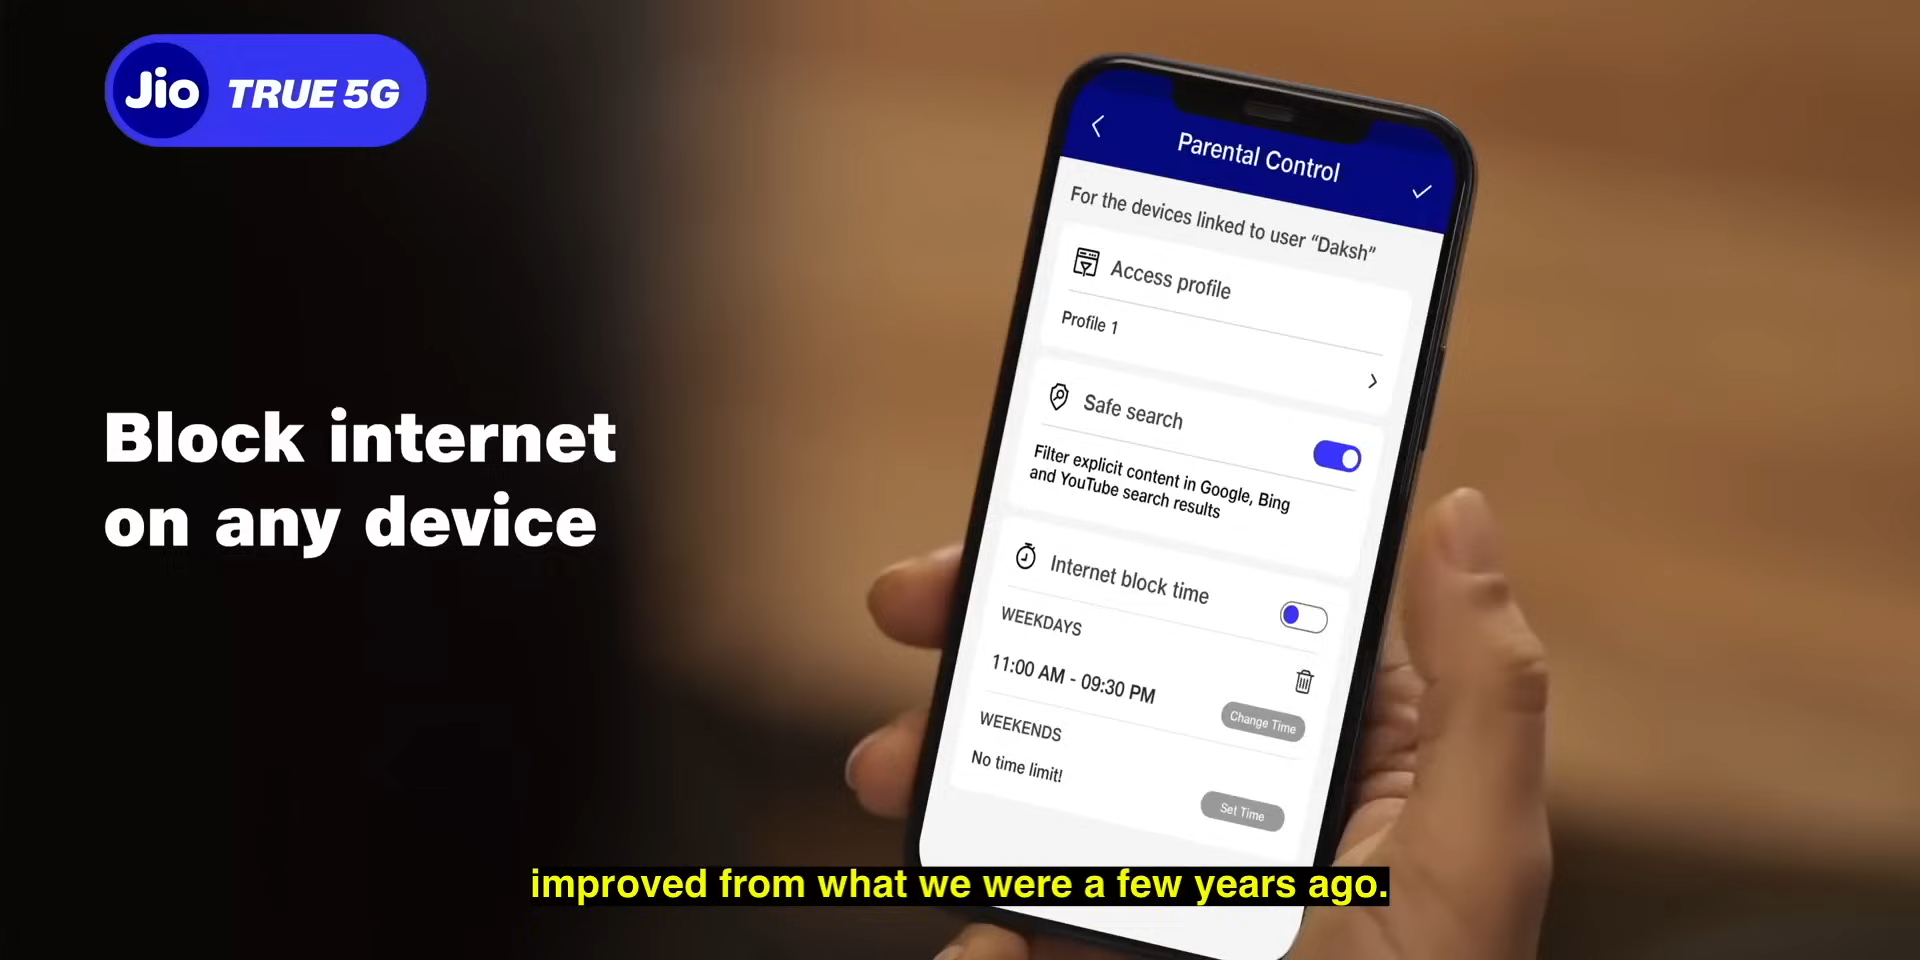 Jio TRUE 5G
Block internet
on any device
Parental Control
For the devices linked to user “Daksh”
Access profile
Profile 1
Safe search
Filter explicit content in Google, Bing
and YouTube search results
Internet block time
WEEKDAYS
11:00 AM - 09:30 PM
Change Time
WEEKENDS
No time limit!
Set Time
improved from what we were a few years ago.